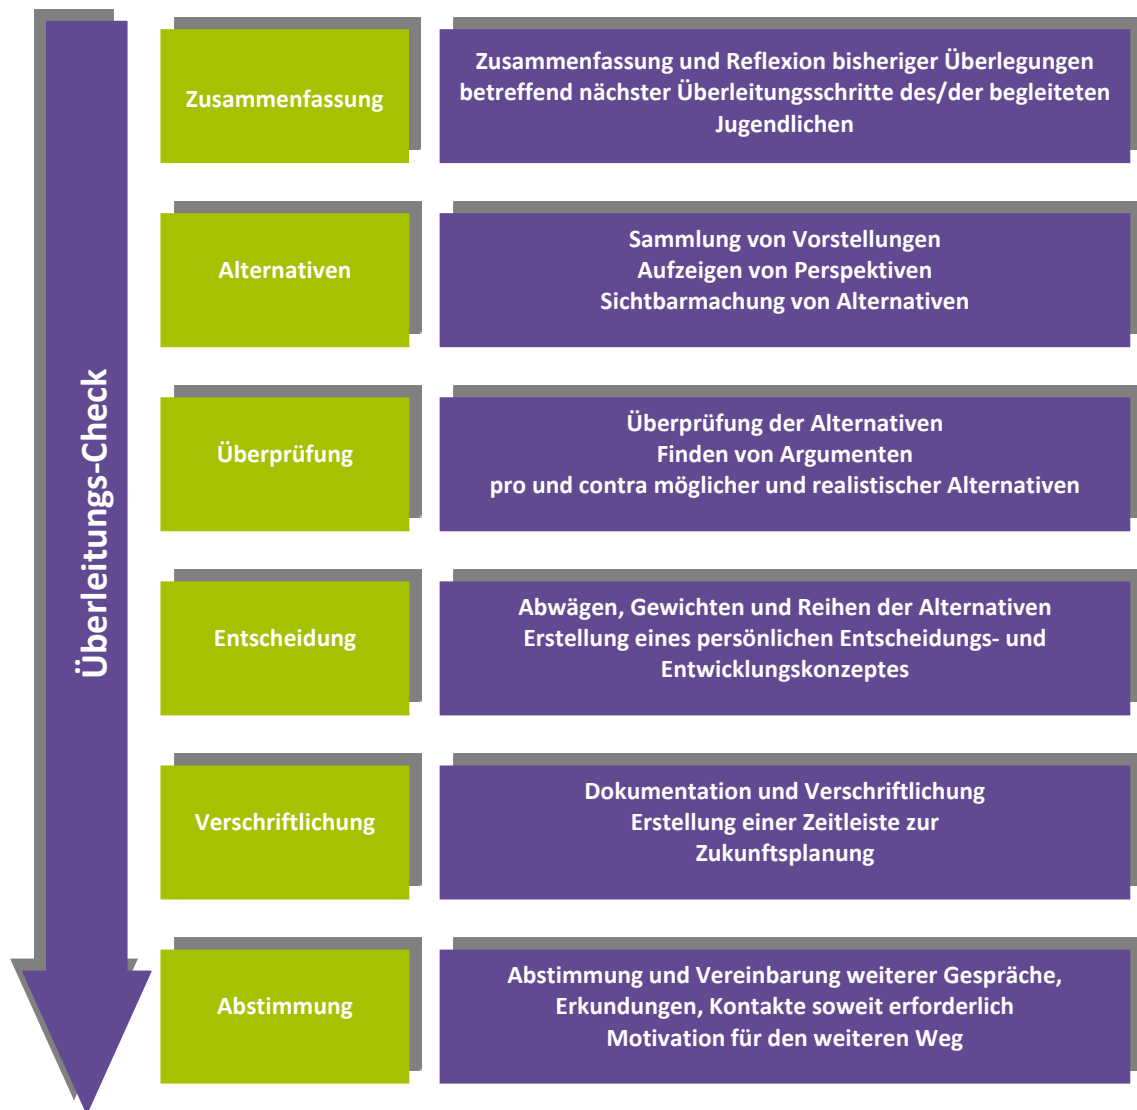 Überleitungs-Check
Zusammenfassung
Zusammenfassung und Reflexion bisheriger Überlegungen
betreffend nächster Überleitungsschritte des/der begleiteten
Jugendlichen
Alternativen
Sammlung von Vorstellungen
Aufzeigen von Perspektiven
Sichtbarmachung von Alternativen
Überprüfung
Überprüfung der Alternativen
Finden von Argumenten
pro und contra möglicher und realistischer Alternativen
Entscheidung
Abwägen, Gewichten und Reihen der Alternativen
Erstellung eines persönlichen Entscheidungs- und
Entwicklungskonzeptes
Verschriftlichung
Dokumentation und Verschriftlichung
Erstellung einer Zeitleiste zur
Zukunftsplanung
Abstimmung
Abstimmung und Vereinbarung weiterer Gespräche,
Erkundungen, Kontakte soweit erforderlich
Motivation für den weiteren Weg